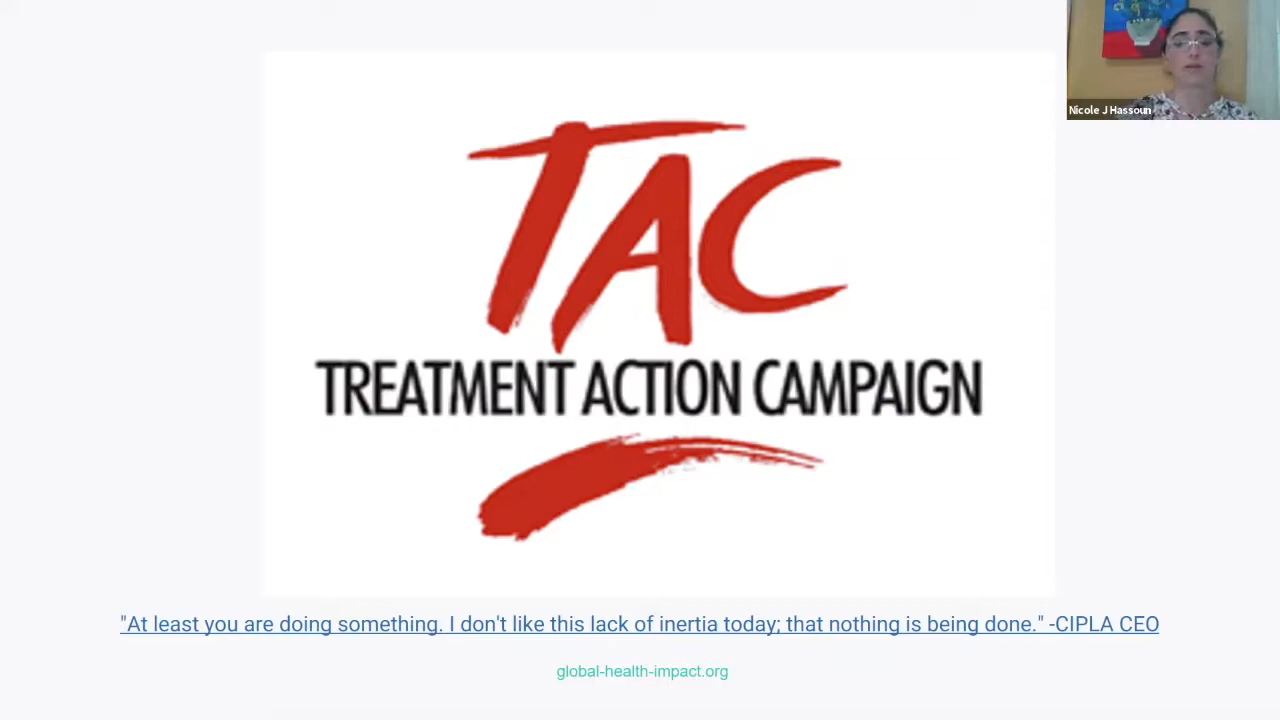 Nicole J Hassoun
TAC
TREATMENT ACTION CAMPAIGN
"At least you are doing something. I don't like this lack of inertia today; that nothing is being done." -CIPLA CEO
global-health-impact.org